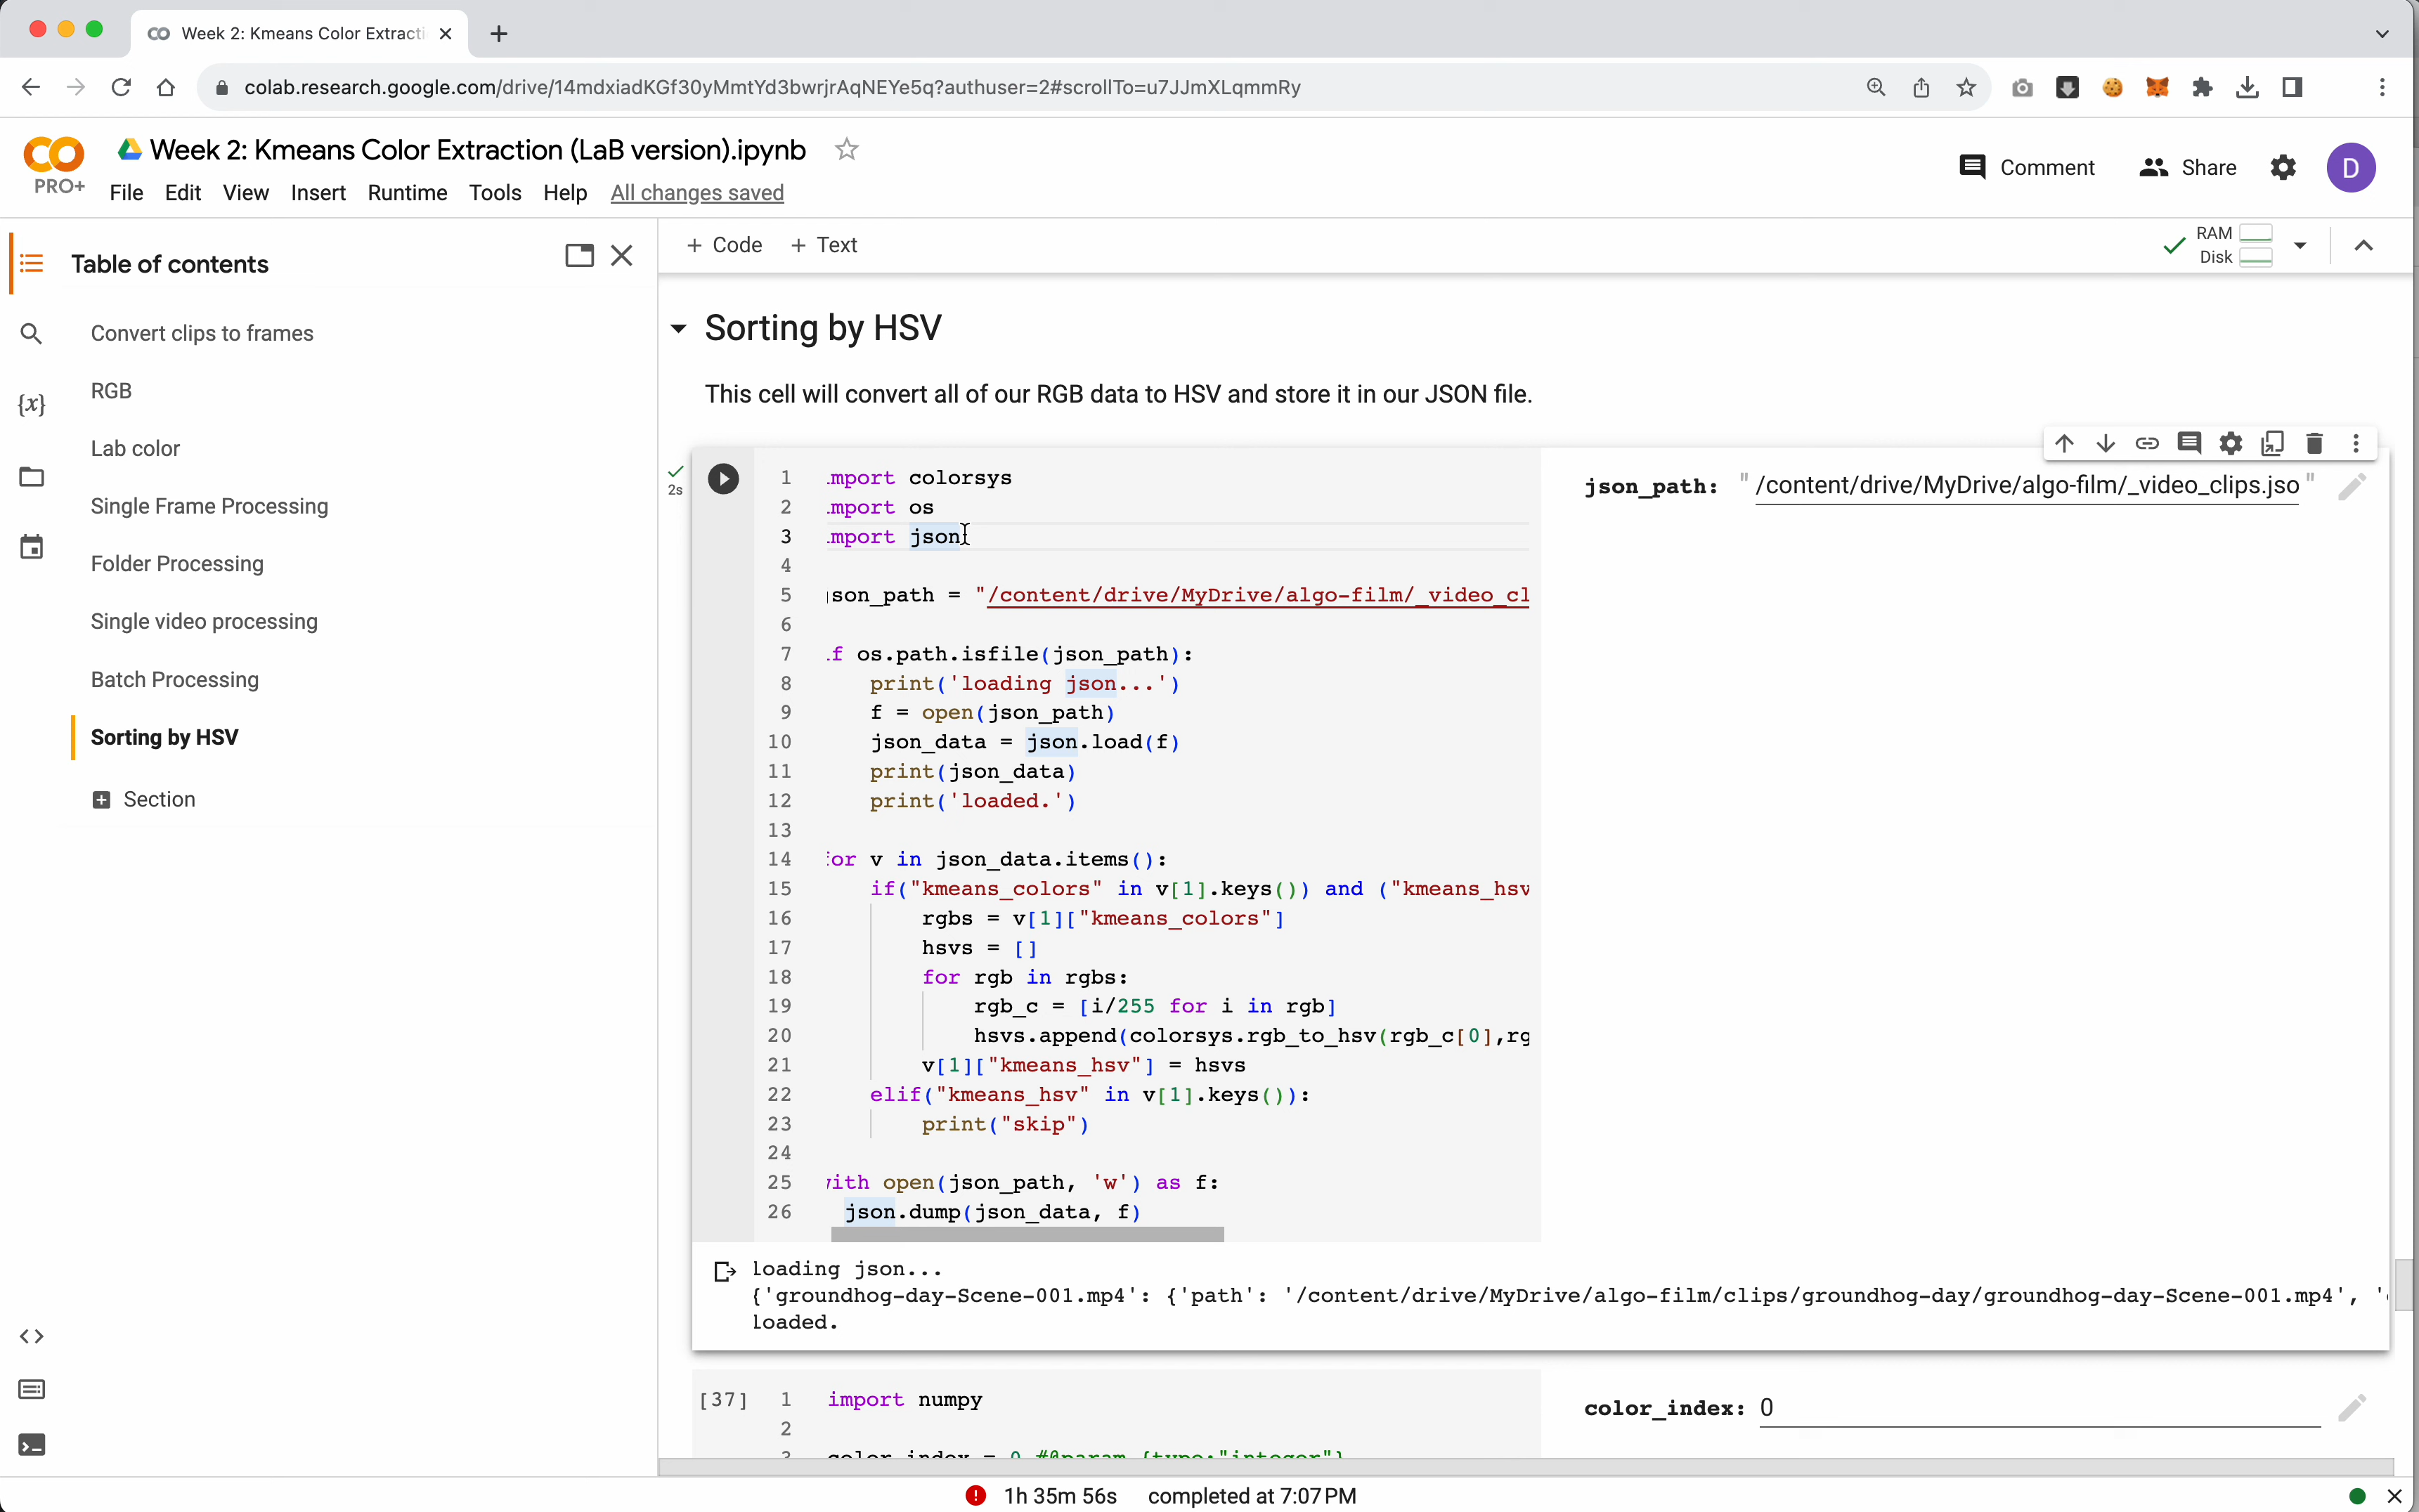 Week 2: Kmeans Color Extracti
colab.research.google.com/drive/14mdxiadKGf30yMmtYd3bwrjrAqNEYe5q?authuser=2#scrollTo=u7JJmXLqmmRy
PRO+
Week 2: Kmeans Color Extraction (LaB version).ipynb
File Edit View Insert Runtime Tools Help All changes saved
Comment Share D
Table of contents
+ Code + Text
RAM
Disk
Convert clips to frames
RGB
Lab color
Single Frame Processing
Folder Processing
Single video processing
Batch Processing
Sorting by HSV
Section
{x}
Sorting by HSV
This cell will convert all of our RGB data to HSV and store it in our JSON file.
2s
1 mport colorsys
2 mport os
3 mport json
4
5 json_path = "/content/drive/MyDrive/algo-film/_video_cl
6
7 f os.path.isfile(json_path):
8 print('loading json...')
9 f = open(json_path)
10 json_data = json.load(f)
11 print(json_data)
12 print('loaded.')
13
14 for v in json_data.items():
15 if("kmeans_colors" in v[1].keys()) and ("kmeans_hsv
16 rgbs = v[1]["kmeans_colors"]
17 hsvs = []
18 for rgb in rgbs:
19 rgb_c = [i/255 for i in rgb]
20 hsvs.append(colorsys.rgb_to_hsv(rgb_c[0],rg
21 v[1]["kmeans_hsv"] = hsvs
22 elif("kmeans_hsv" in v[1].keys()):
23 print("skip")
24
25 with open(json_path, 'w') as f:
26 json.dump(json_data, f)
json_path: "/content/drive/MyDrive/algo-film/_video_clips.jso"
loading json...
{'groundhog-day-Scene-001.mp4': {'path': '/content/drive/MyDrive/algo-film/clips/groundhog-day/groundhog-day-Scene-001.mp4', '
loaded.
[37] 1 import numpy
2
3 color_index = 0 #@param {type:"integer"}
color_index: 0
1h 35m 56s completed at 7:07 PM